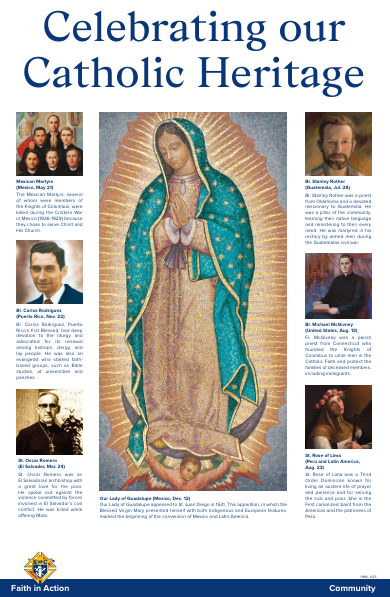 Celebrating our
Catholic Heritage
Mexican Martyrs
(Mexico, May 21)
The Mexican Martyrs, several
of whom were members of
the Knights of Columbus, were
killed during the Cristero War
in Mexico (1926-1929) because
they chose to serve Christ and
His Church.
Bl. Carlos Rodríguez
(Puerto Rico, Nov. 22)
Bl. Carlos Rodríguez, Puerto
Rico's first Blessed, had deep
devotion to the liturgy and
advocated for its renewal
among bishops, clergy, and
lay people. He was also an
evangelist who started faith-
based groups, such as Bible
studies, at universities and
parishes.
St. Oscar Romero
(El Salvador, Mar. 24)
St. Oscar Romero was an
El Salvadoran archbishop with
a great love for the poor.
He spoke out against the
violence committed by forces
involved in El Salvador's civil
conflict. He was killed while
offering Mass.
Our Lady of Guadalupe (Mexico, Dec. 12)
Our Lady of Guadalupe appeared to St. Juan Diego in 1531. This apparition, in which the
Blessed Virgin Mary presented herself with both Indigenous and European features,
marked the beginning of the conversion of Mexico and Latin America.
Bl. Stanley Rother
(Guatemala, Jul. 28)
Bl. Stanley Rother was a priest
from Oklahoma and a devoted
missionary to Guatemala. He
was a pillar of the community,
learning their native language
and ministering to their every
need. He was martyred in his
rectory by armed men during
the Guatemalan civil war.
Bl. Michael McGivney
(United States, Aug. 13)
Fr. McGivney was a parish
priest from Connecticut who
founded the Knights of
Columbus to unite men in the
Catholic Faith and protect the
families of deceased members,
including immigrants.
St. Rose of Lima
(Peru and Latin America,
Aug. 23)
St. Rose of Lima was a Third
Order Dominican known for
living an austere life of prayer
and penance and for serving
the sick and poor. She is the
first canonized Saint from the
Americas and the patroness of
Peru.
Faith in Action
Community